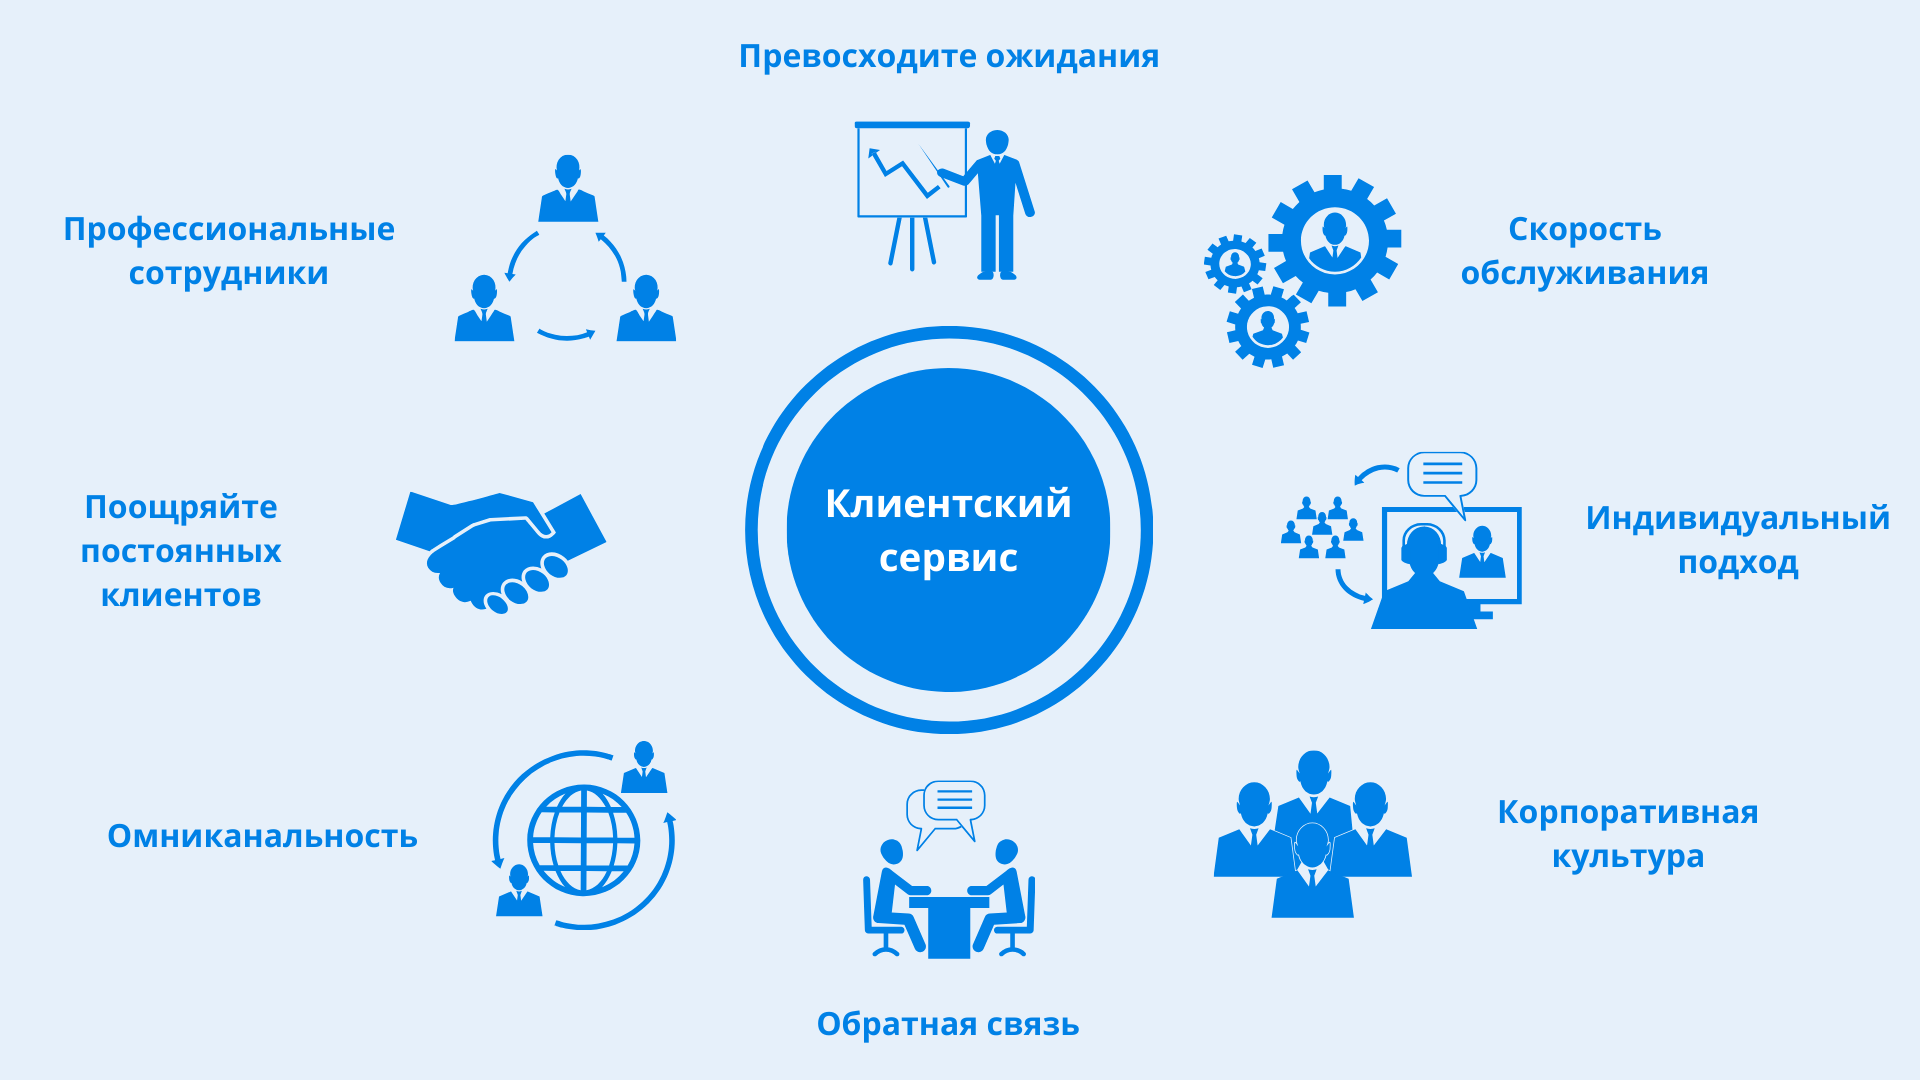 Превосходите ожидания
Профессиональные
сотрудники
Скорость
обслуживания
Поощряйте
постоянных
клиентов
Клиентский
сервис
Индивидуальный
подход
Омниканальность
Корпоративная
культура
Обратная связь